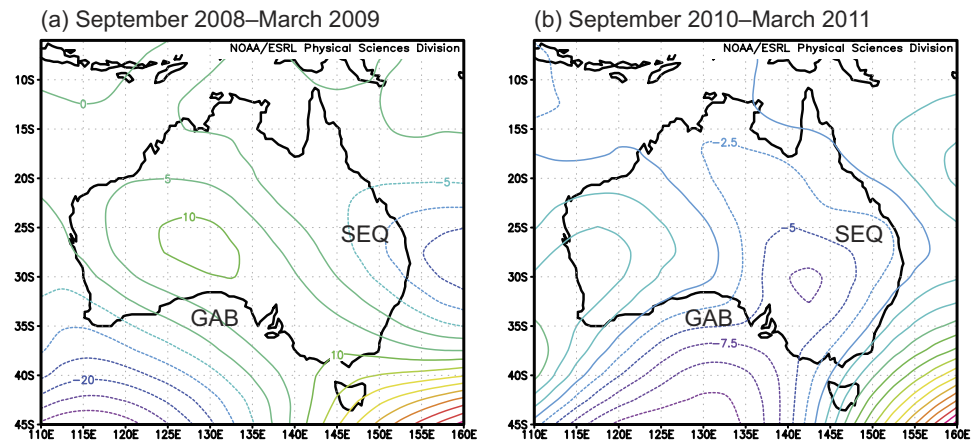 (a) September 2008–March 2009
NOAA/ESRL Physical Sciences Division
10S
15S
20S
25S
30S
35S
40S
45S
110E 115E 120E 125E 130E 135E 140E 145E 150E 155E 160E
0
5
-5
10
SEQ
GAB
10
-20
(b) September 2010–March 2011
NOAA/ESRL Physical Sciences Division
10S
15S
20S
25S
30S
35S
40S
45S
110E 115E 120E 125E 130E 135E 140E 145E 150E 155E 160E
-2.5
-5
SEQ
GAB
-7.5